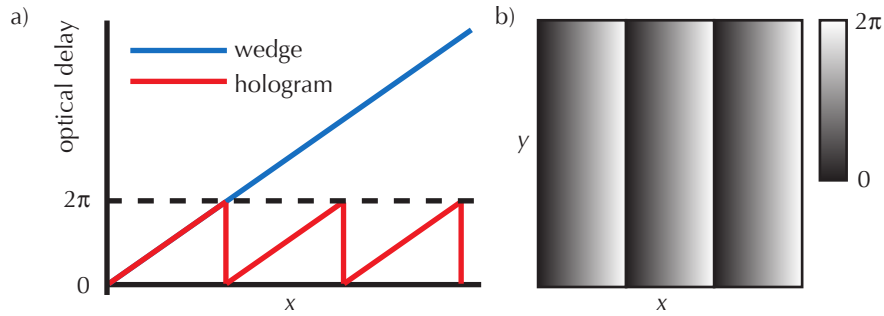 a)
optical delay
wedge
hologram
2π
0
x
b)
y
x
2π
0